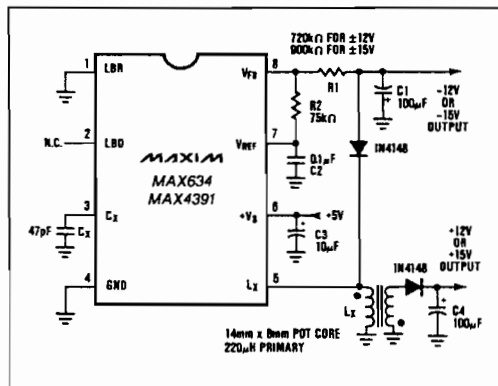 720kΩ FOR ±12V
900kΩ FOR ±15V
1 LBR
VFB 8
R1
C1
100µF
+
-12V
OR
-15V
OUTPUT
R2
75kΩ
N.C. 2 LBD
MAXIM
VREF 7
0.1µF
C2
1N4148
MAX634
MAX4391
47pF CX 3 CX
+VS 6
+5V
C3
10µF
+
4 GND
LX 5
1N4148
+12V
OR
+15V
OUTPUT
LX
+
C4
100µF
14mm x 8mm POT CORE
220µH PRIMARY